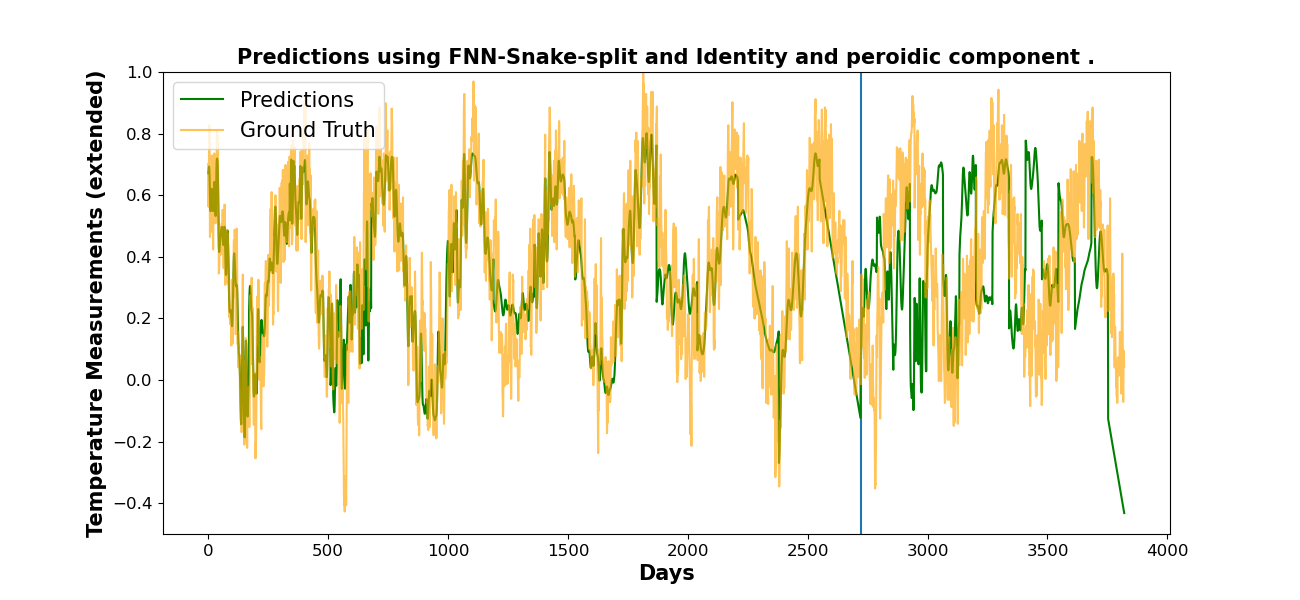 Predictions using FNN-Snake-split and Identity and peroidic component .
Temperature Measurements (extended)
1.0
0.8
0.6
0.4
0.2
0.0
−0.2
−0.4
Predictions
Ground Truth
0 500 1000 1500 2000 2500 3000 3500 4000
Days